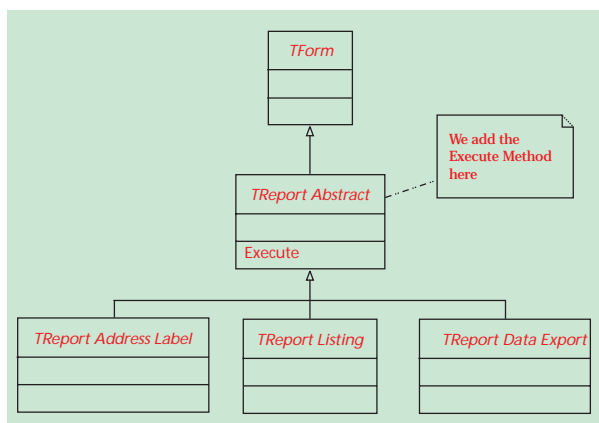 TForm
We add the
Execute Method
here
TReport Abstract
Execute
TReport Address Label
TReport Listing
TReport Data Export